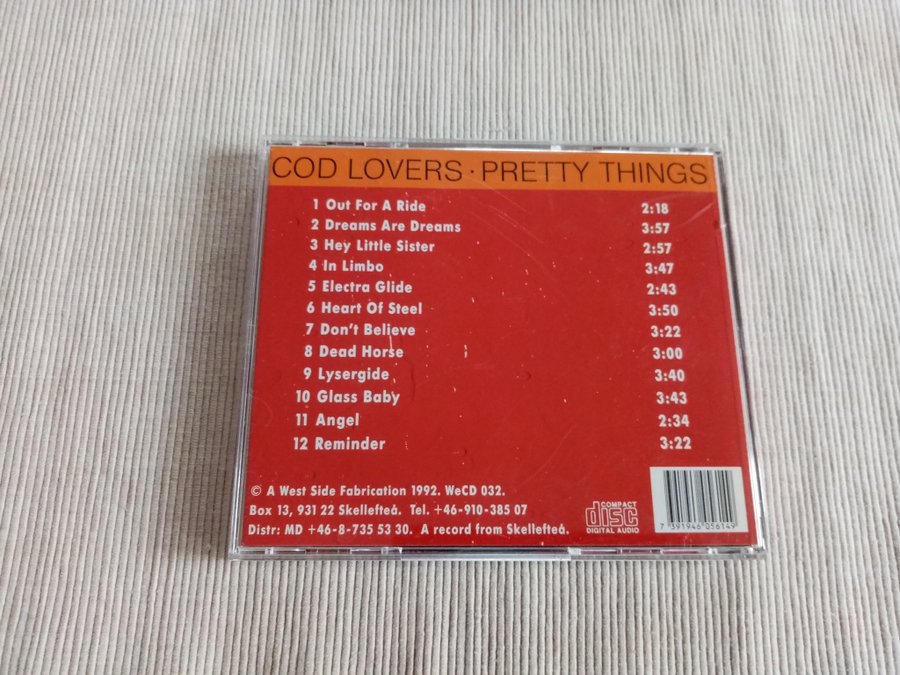 COD LOVERS · PRETTY THINGS
1 Out For A Ride 2:18
2 Dreams Are Dreams 3:57
3 Hey Little Sister 2:57
4 In Limbo 3:47
5 Electra Glide 2:43
6 Heart Of Steel 3:50
7 Don't Believe 3:22
8 Dead Horse 3:00
9 Lysergide 3:40
10 Glass Baby 3:43
11 Angel 2:34
12 Reminder 3:22
© A West Side Fabrication 1992. WeCD 032.
Box 13, 931 22 Skellefteå. Tel. +46-910-385 07
Distr: MD +46-8-735 53 30. A record from Skellefteå.
COMPACT
disc
DIGITAL AUDIO
7 391946 056149